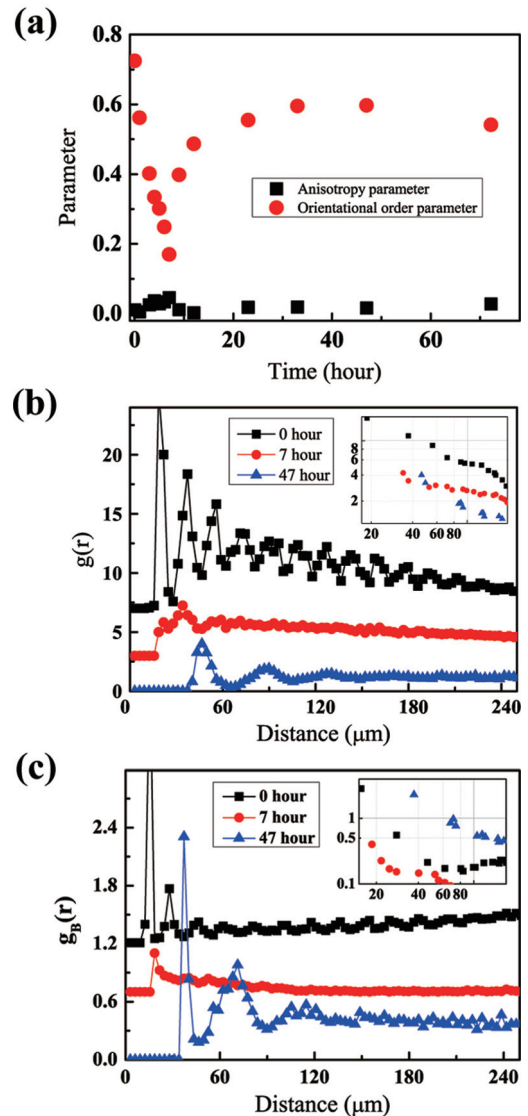 (a)
0.8
0.6
0.4
0.2
0.0
Parameter
Anisotropy parameter
Orientational order parameter
0 20 40 60
Time (hour)
(b)
20
15
10
5
0
g(r)
0 hour
7 hour
47 hour
8
6
4
2
20 40 60 80
0 60 120 180 250
Distance (μm)
(c)
2.4
1.8
1.2
0.6
0.0
gB(r)
0 hour
7 hour
47 hour
1
0.5
0.1
20 40 60 80
0 60 120 180 250
Distance (μm)